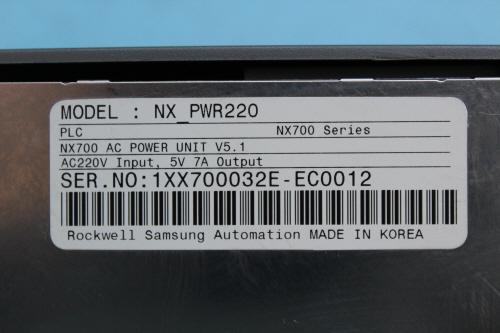 MODEL : NX_PWR220
PLC NX700 Series
NX700 AC POWER UNIT V5.1
AC220V Input, 5V 7A Output
SER.NO:1XX700032E-EC0012
Rockwell Samsung Automation MADE IN KOREA